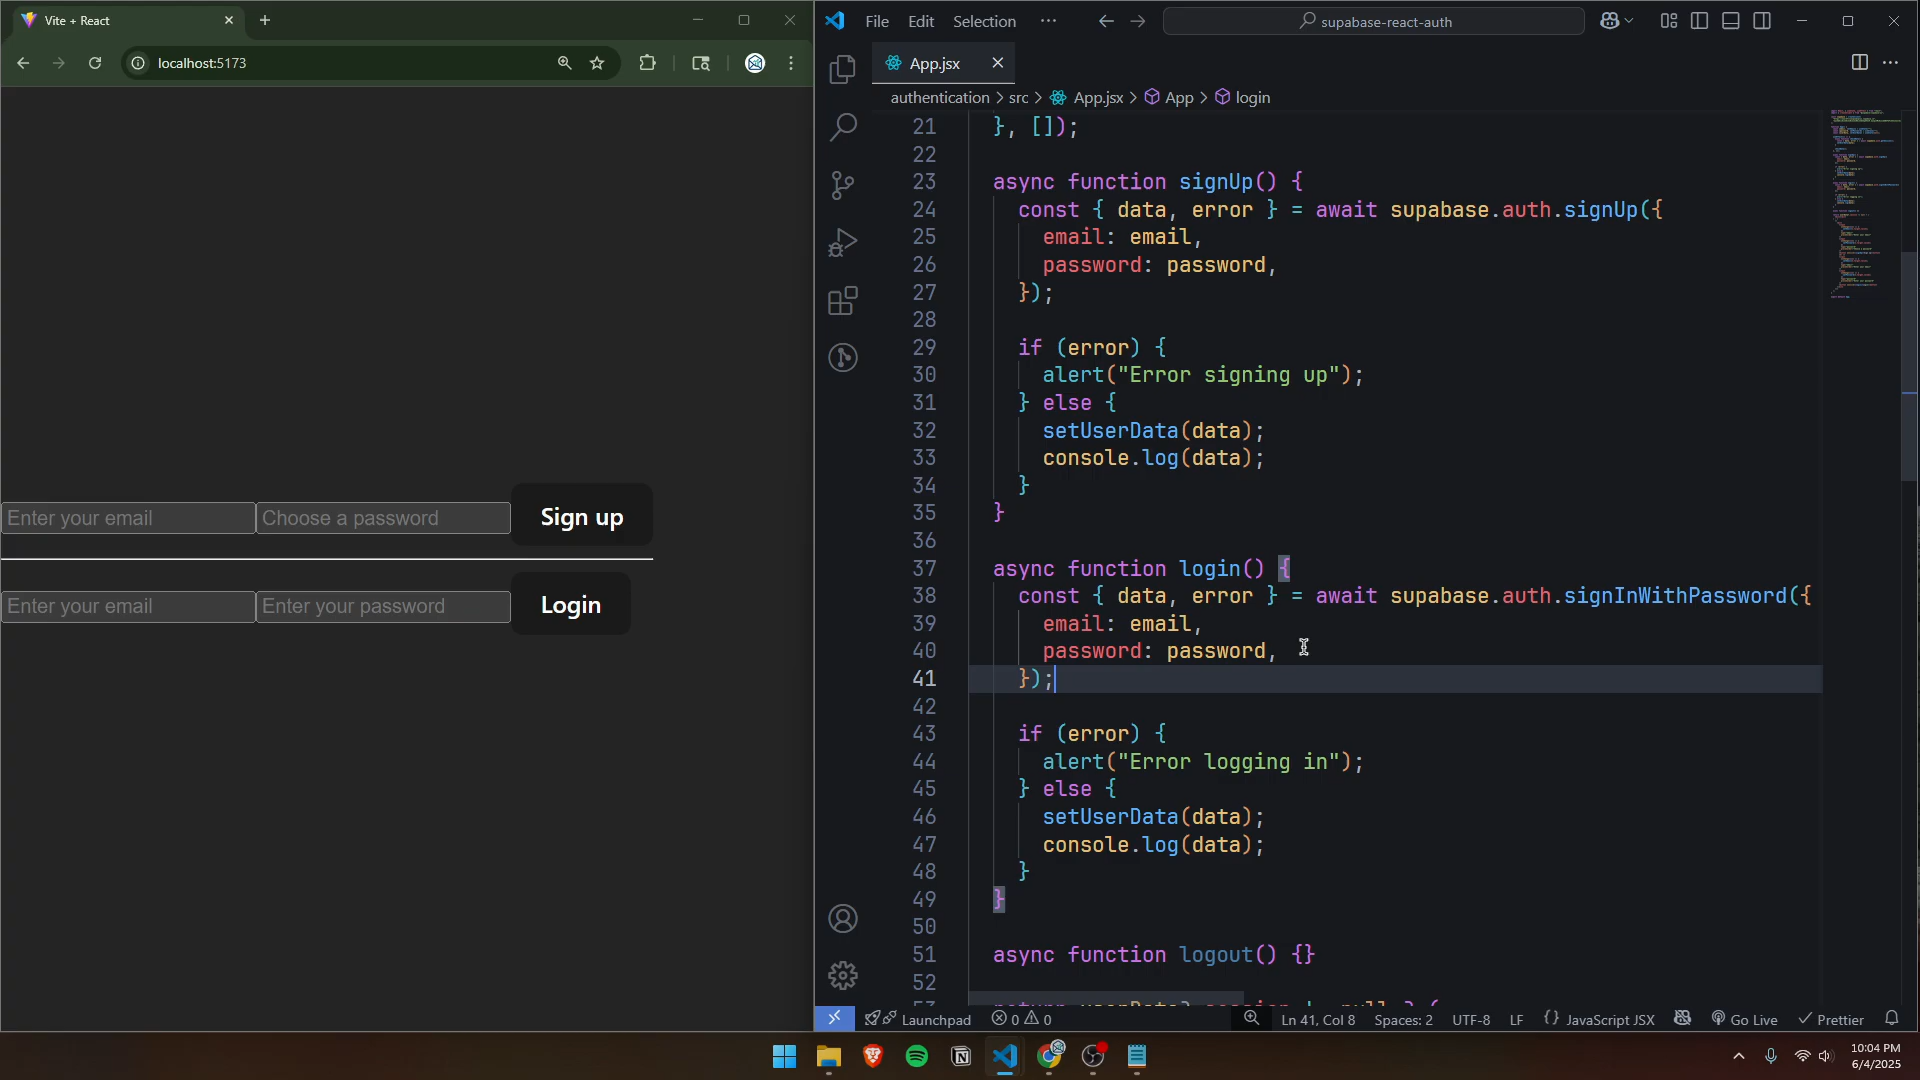 Vite + React
localhost:5173
Enter your email
Choose a password
Sign up
Enter your email
Enter your password
Login
File Edit Selection
supabase-react-auth
App.jsx
authentication > src > App.jsx > App > login
21 }, []);
22
23 async function signUp() {
24 const { data, error } = await supabase.auth.signUp({
25 email: email,
26 password: password,
27 });
28
29 if (error) {
30 alert("Error signing up");
31 } else {
32 setUserData(data);
33 console.log(data);
34 }
35 }
36
37 async function login() {
38 const { data, error } = await supabase.auth.signInWithPassword({
39 email: email,
40 password: password,
41 });
42
43 if (error) {
44 alert("Error logging in");
45 } else {
46 setUserData(data);
47 console.log(data);
48 }
49 }
50
51 async function logout() {}
52
Launchpad 0 0 Ln 41, Col 8 Spaces: 2 UTF-8 LF {} JavaScript JSX Go Live Prettier
10:04 PM
6/4/2025